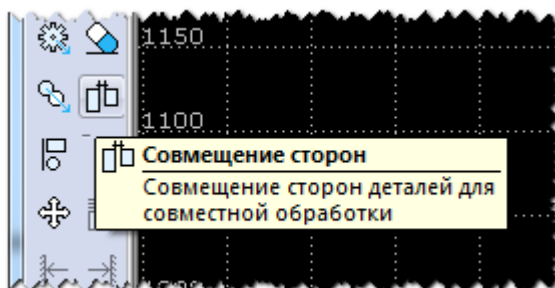 1150
1100
Совмещение сторон
Совмещение сторон деталей для
совместной обработки